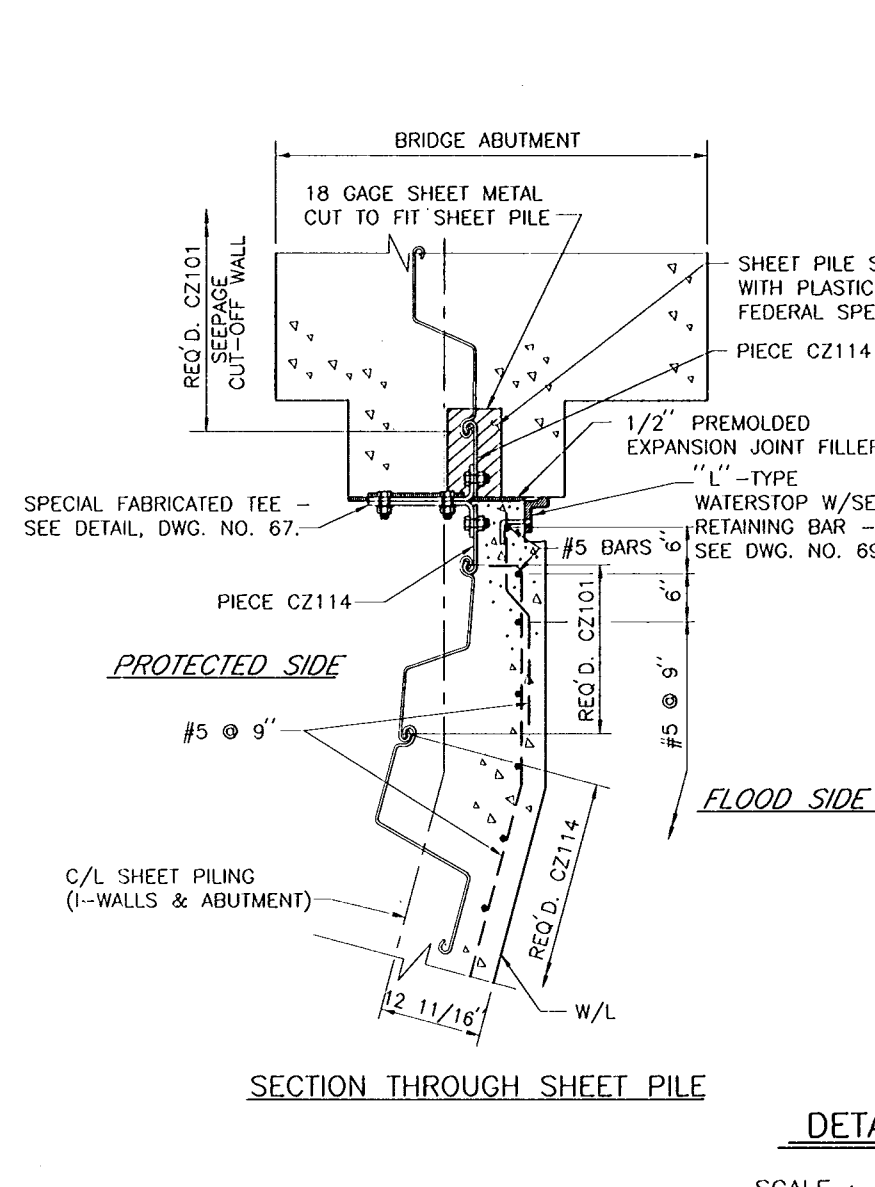 BRIDGE ABUTMENT
18 GAGE SHEET METAL
CUT TO FIT SHEET PILE
REQ'D. CZ101
SEEPAGE
CUT-OFF WALL
SHEET PILE S
WITH PLASTIC
FEDERAL SPE
PIECE CZ114
1/2" PREMOLDED
EXPANSION JOINT FILLER
"L"-TYPE
WATERSTOP W/SE
RETAINING BAR -
SEE DWG. NO. 69
SPECIAL FABRICATED TEE -
SEE DETAIL, DWG. NO. 67.
#5 BARS
6"
6"
PIECE CZ114
REQ'D. CZ101
PROTECTED SIDE
#5 @ 9"
#5 @ 9"
FLOOD SIDE
C/L SHEET PILING
(I-WALLS & ABUTMENT)
REQ'D. CZ114
12 11/16"
W/L
SECTION THROUGH SHEET PILE
DETA
SCALE :